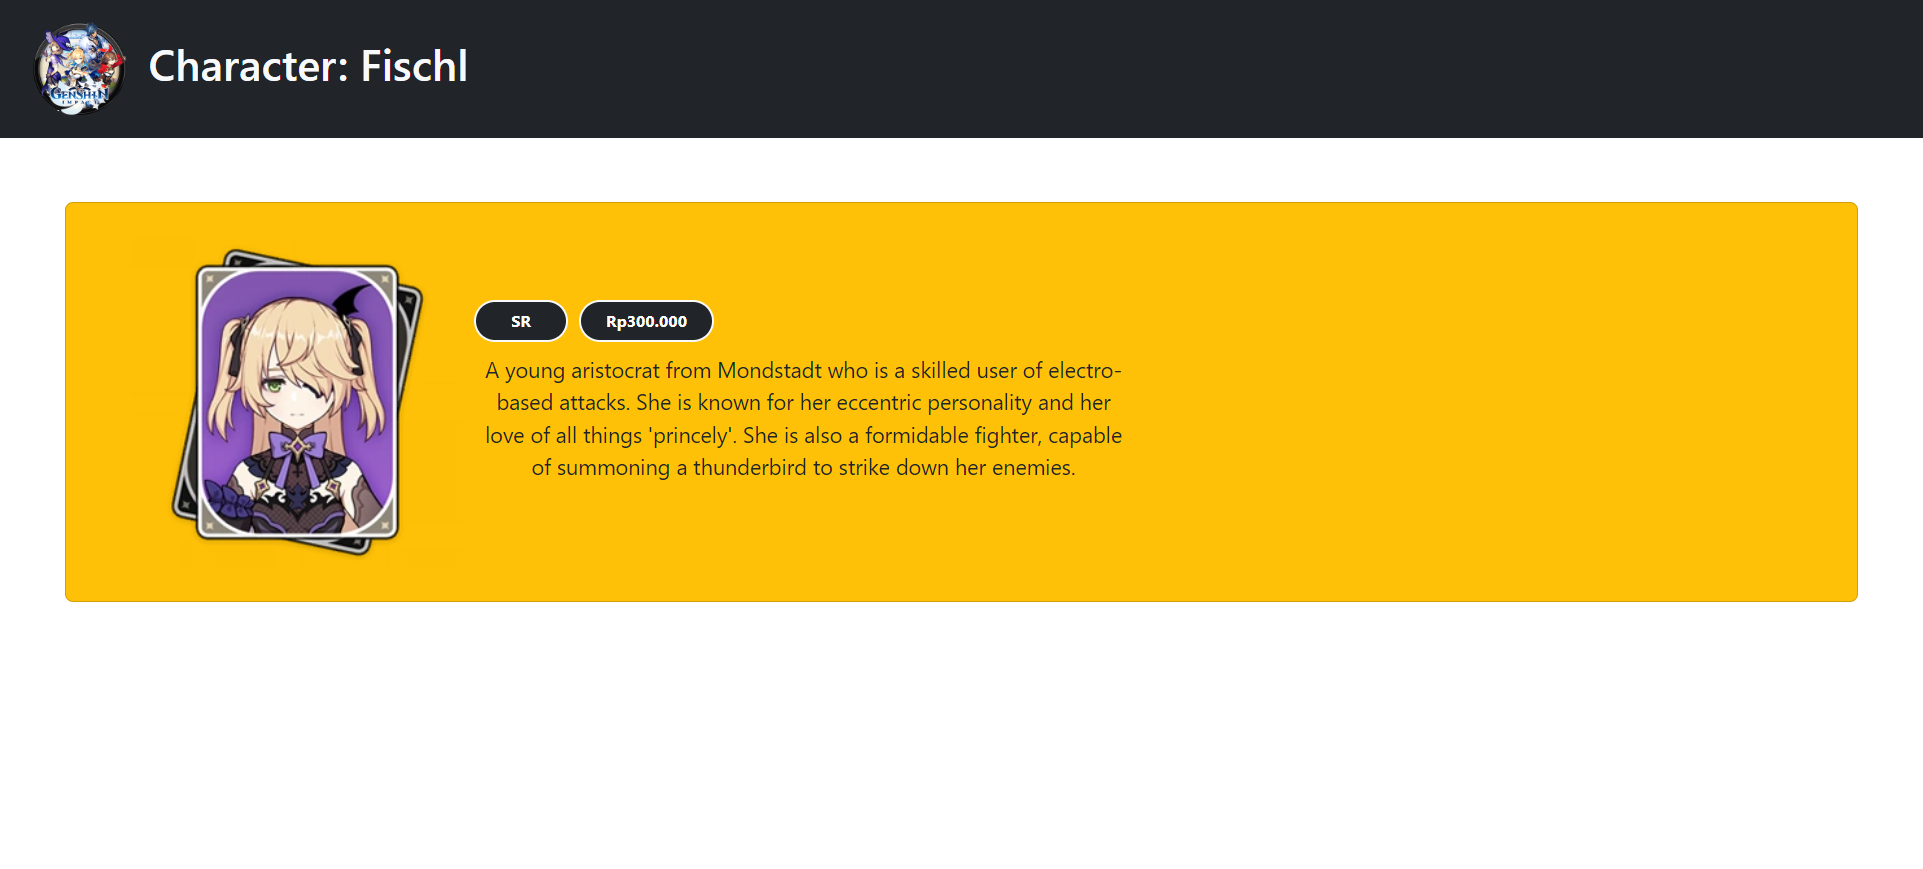 GENSHIN
IMPACT
Character: Fischl
SR
Rp300.000
A young aristocrat from Mondstadt who is a skilled user of electro-
based attacks. She is known for her eccentric personality and her
love of all things 'princely'. She is also a formidable fighter, capable
of summoning a thunderbird to strike down her enemies.